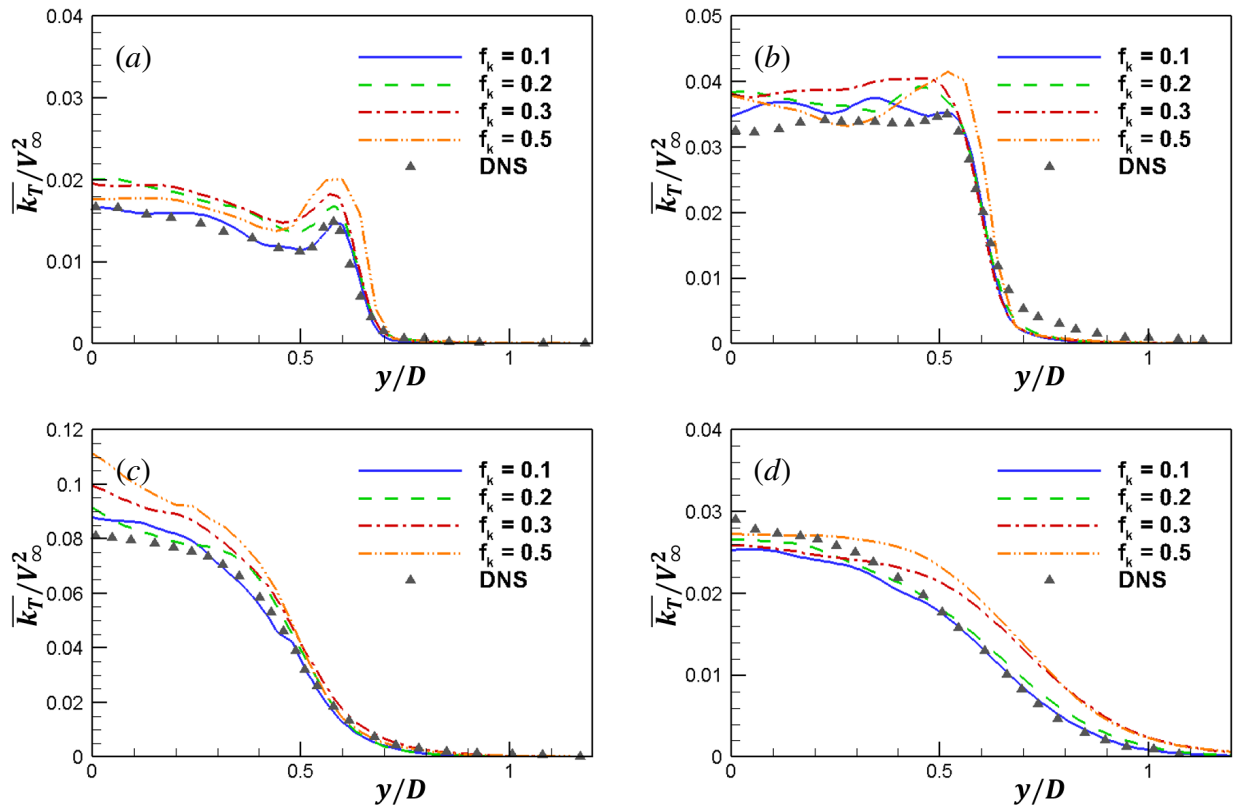 0.04
(a)
f_k = 0.1
f_k = 0.2
f_k = 0.3
f_k = 0.5
DNS
0.03
0.02
0.01
0
k_T/V²_∞
0
0.5
1
y/D
0.05
(b)
f_k = 0.1
f_k = 0.2
f_k = 0.3
f_k = 0.5
DNS
0.04
0.03
0.02
0.01
0
k_T/V²_∞
0
0.5
1
y/D
0.12
(c)
f_k = 0.1
f_k = 0.2
f_k = 0.3
f_k = 0.5
DNS
0.1
0.08
0.06
0.04
0.02
0
k_T/V²_∞
0
0.5
1
y/D
0.04
(d)
f_k = 0.1
f_k = 0.2
f_k = 0.3
f_k = 0.5
DNS
0.03
0.02
0.01
0
k_T/V²_∞
0
0.5
1
y/D